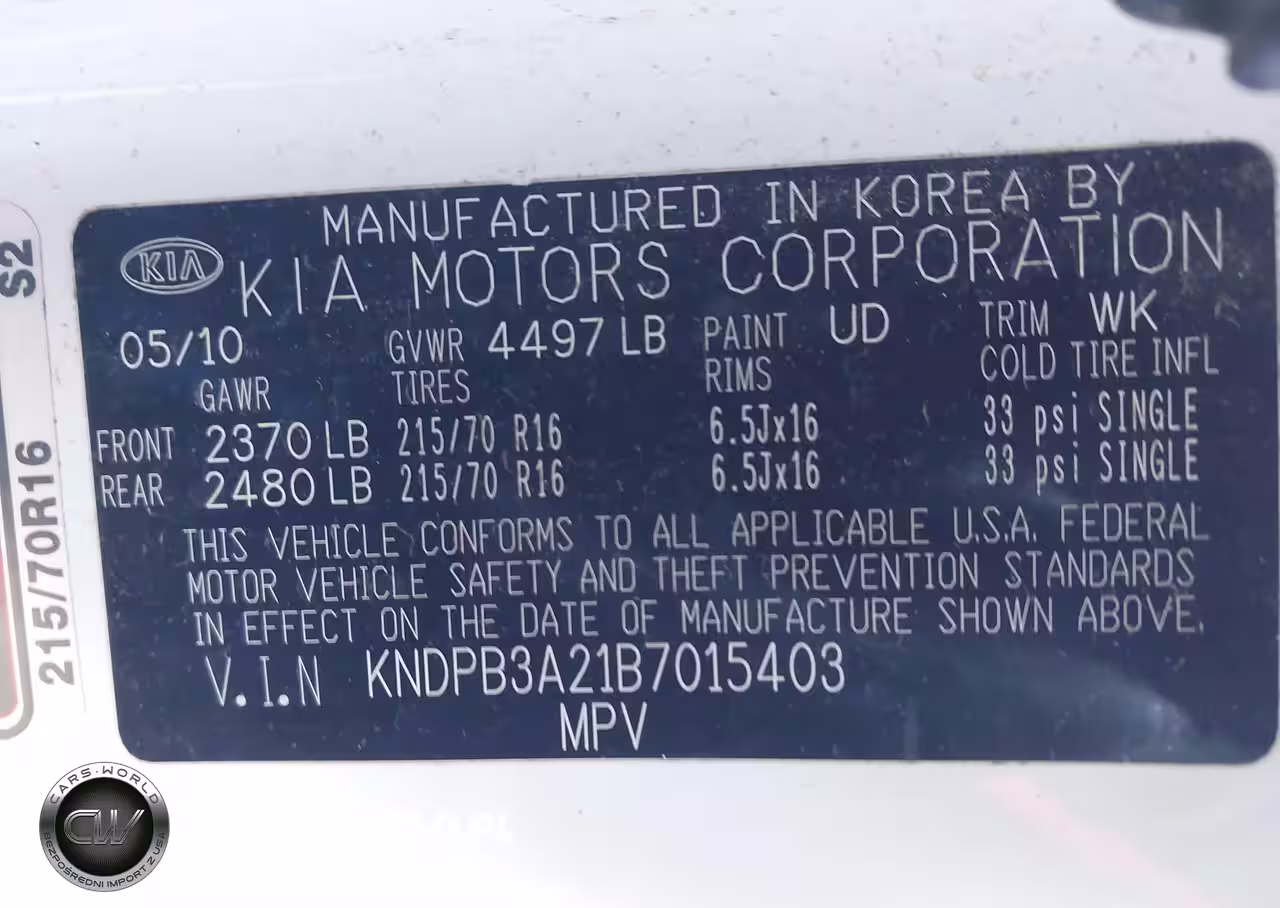 MANUFACTURED IN KOREA BY
KIA
KIA MOTORS CORPORATION
05/10 GVWR 4497 LB PAINT UD TRIM WK
GAWR TIRES RIMS COLD TIRE INFL
FRONT 2370 LB 215/70 R16 6.5Jx16 33 psi SINGLE
REAR 2480 LB 215/70 R16 6.5Jx16 33 psi SINGLE
THIS VEHICLE CONFORMS TO ALL APPLICABLE U.S.A. FEDERAL
MOTOR VEHICLE SAFETY AND THEFT PREVENTION STANDARDS
IN EFFECT ON THE DATE OF MANUFACTURE SHOWN ABOVE.
V.I.N KNDPB3A21B7015403
MPV
215/70R16 S2
CARS-WORLD
CW
BEZPOŚREDNI IMPORT Z USA